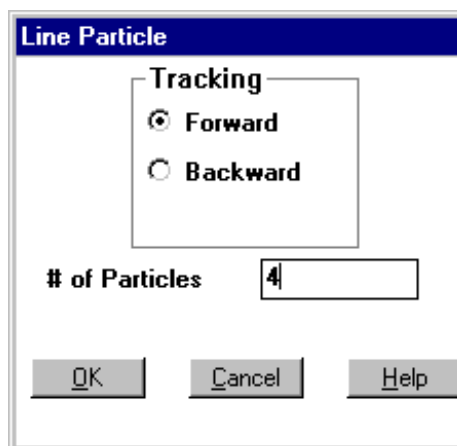 Line Particle
Tracking
Forward
Backward
# of Particles 4
OK Cancel Help